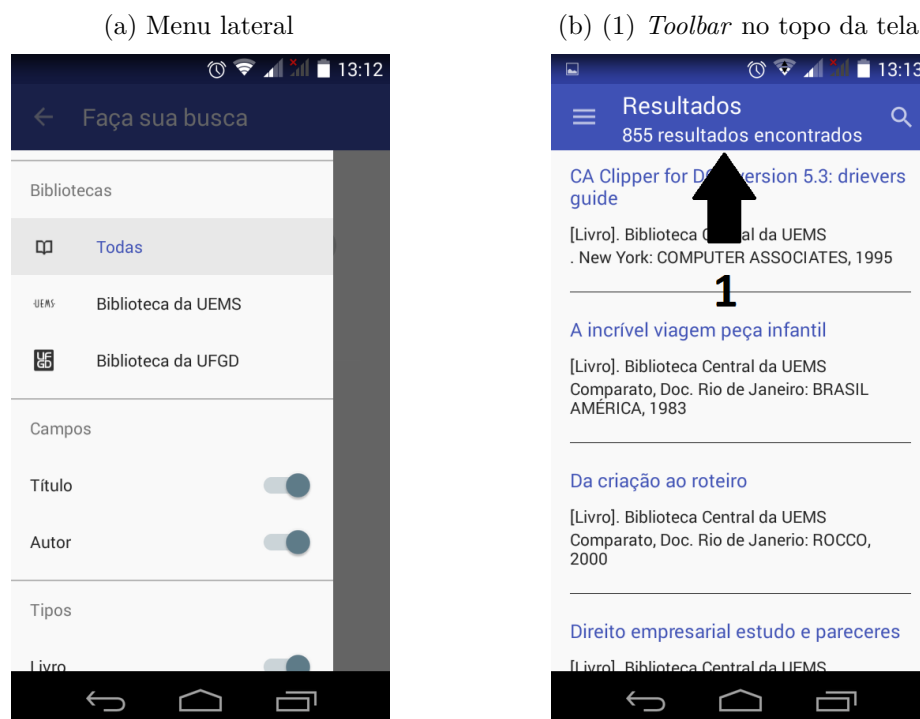 (a) Menu lateral
13:12
Faça sua busca
Bibliotecas
Todas
UEMS
Biblioteca da UEMS
UF
GD
Biblioteca da UFGD
Campos
Título
Autor
Tipos
Livro
(b) (1) Toolbar no topo da tela
13:13
Resultados
855 resultados encontrados
CA Clipper for version 5.3: drievers
guide
[Livro]. Biblioteca al da UEMS
. New York: COMPUTER ASSOCIATES, 1995
1
A incrível viagem peça infantil
[Livro]. Biblioteca Central da UEMS
Comparato, Doc. Rio de Janeiro: BRASIL
AMÉRICA, 1983
Da criação ao roteiro
[Livro]. Biblioteca Central da UEMS
Comparato, Doc. Rio de Janerio: ROCCO,
2000
Direito empresarial estudo e pareceres
[Livro]. Biblioteca Central da UEMS